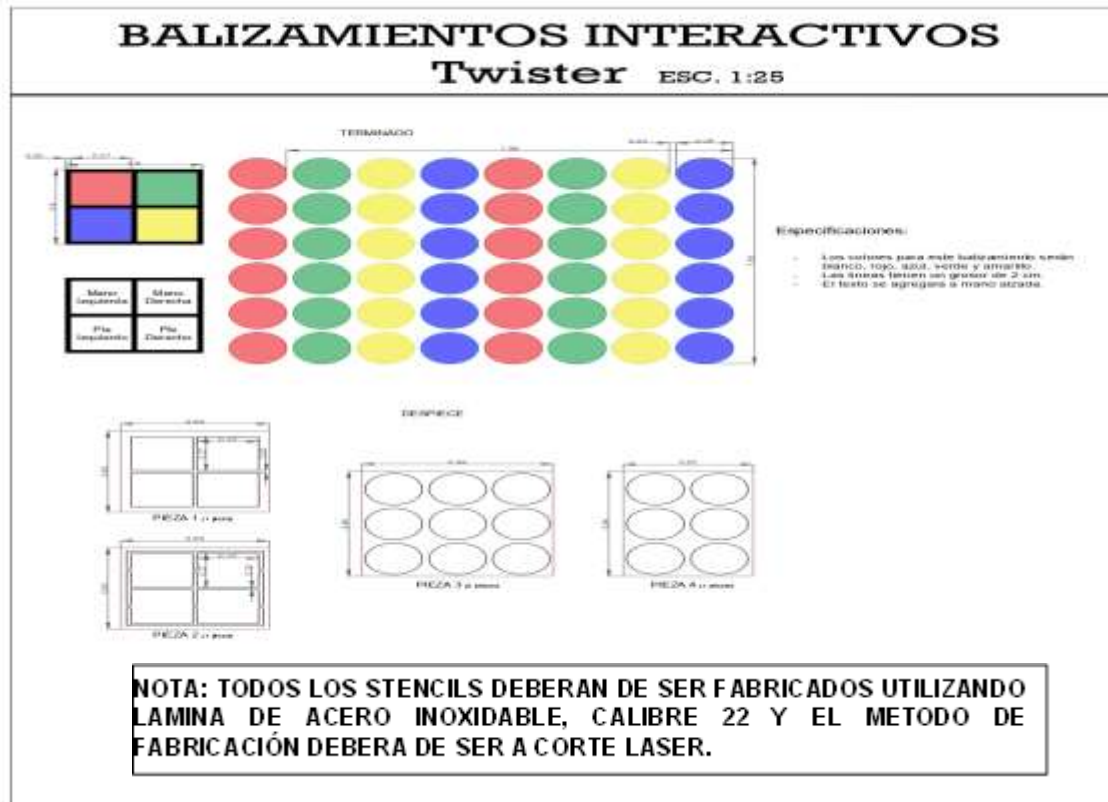 BALIZAMIENTOS INTERACTIVOS
Twister ESC. 1:25
TERMINADO
Mano Izquierda
Mano Derecha
Pie Izquierdo
Pie Derecho
Especificaciones:
- Los colores para este balizamiento serán
blanco, rojo, azul, verde y amarillo.
- Las lineas tienen un grosor de 2 cm.
- El texto se agregara a mano alzada.
DESPIECE
PIEZA 1
PIEZA 2
PIEZA 3
PIEZA 4
NOTA: TODOS LOS STENCILS DEBERAN DE SER FABRICADOS UTILIZANDO
LAMINA DE ACERO INOXIDABLE, CALIBRE 22 Y EL METODO DE
FABRICACIÓN DEBERA DE SER A CORTE LASER.